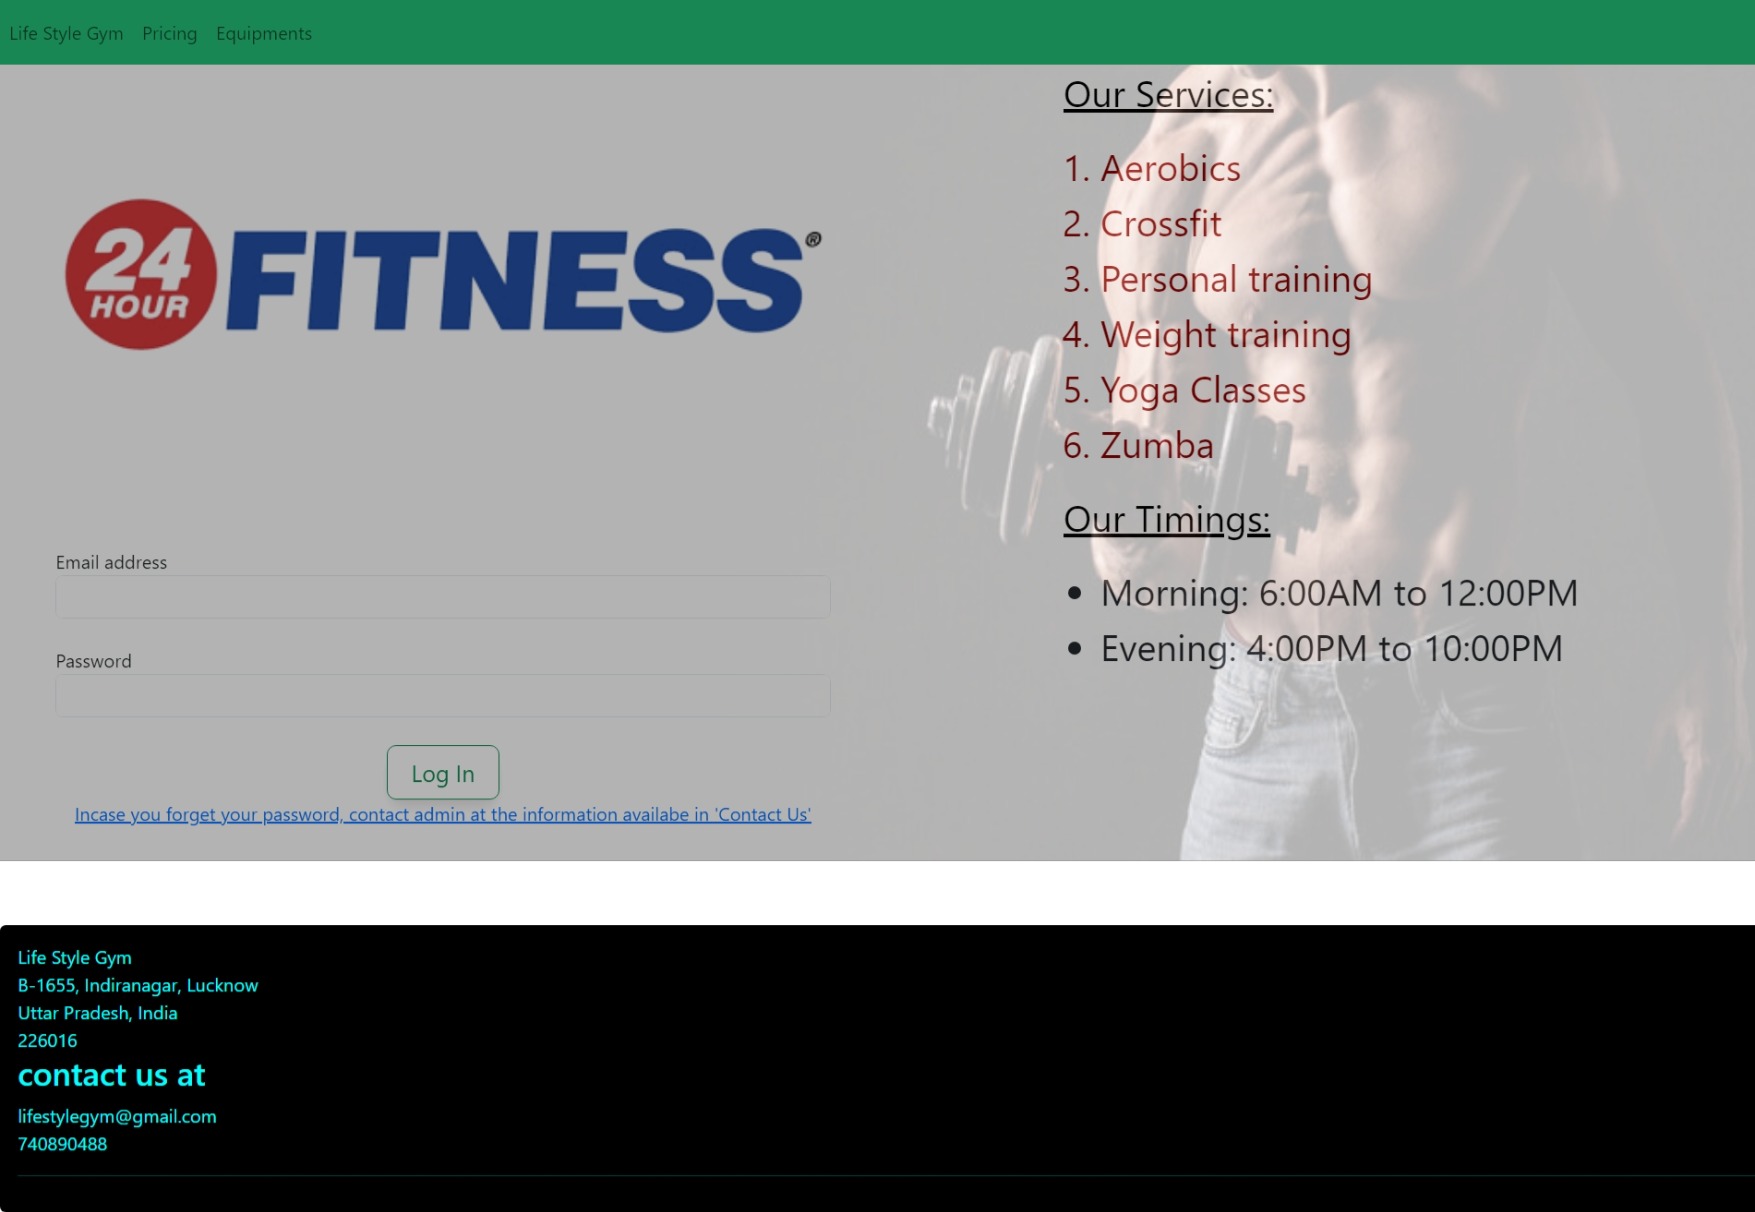 Life Style Gym Pricing Equipments
24 HOUR FITNESS®
Email address
Password
Log In
Incase you forget your password, contact admin at the information availabe in 'Contact Us'
Our Services:
1. Aerobics
2. Crossfit
3. Personal training
4. Weight training
5. Yoga Classes
6. Zumba
Our Timings:
• Morning: 6:00AM to 12:00PM
• Evening: 4:00PM to 10:00PM
Life Style Gym
B-1655, Indiranagar, Lucknow
Uttar Pradesh, India
226016
contact us at
lifestylegym@gmail.com
740890488